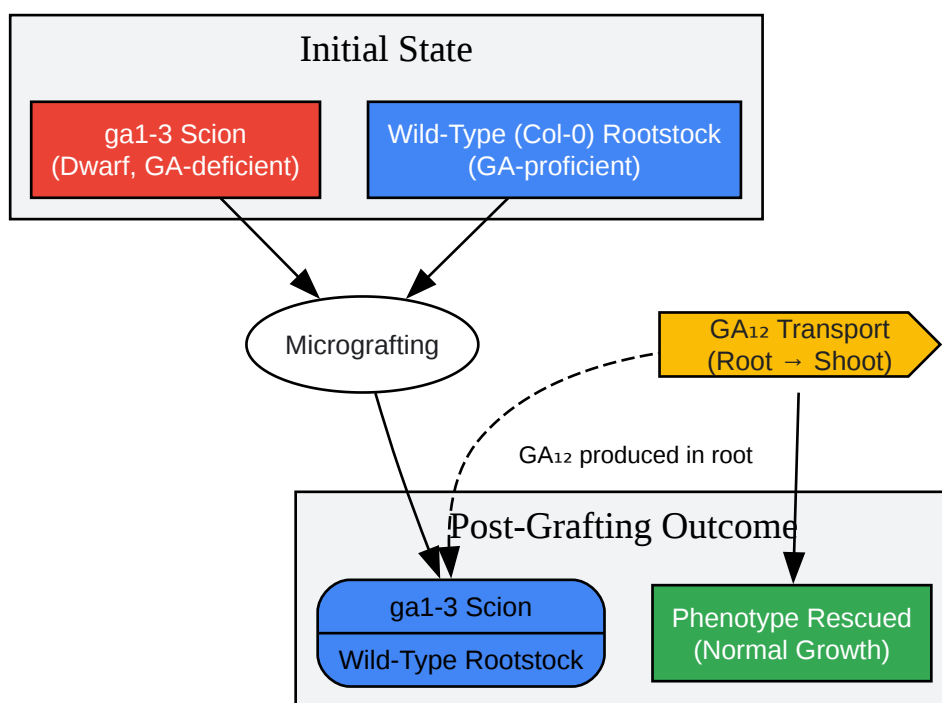 Initial State
ga1-3 Scion
(Dwarf, GA-deficient)
Wild-Type (Col-0) Rootstock
(GA-proficient)
Micrografting
GA₁₂ Transport
(Root → Shoot)
GA₁₂ produced in root
Post-Grafting Outcome
ga1-3 Scion
Wild-Type Rootstock
Phenotype Rescued
(Normal Growth)